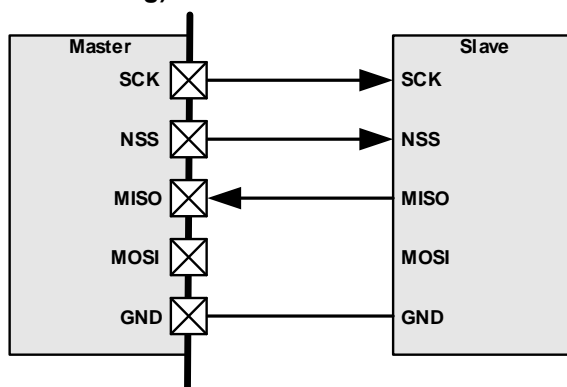 g)
Master Slave
SCK SCK
NSS NSS
MISO MISO
MOSI MOSI
GND GND